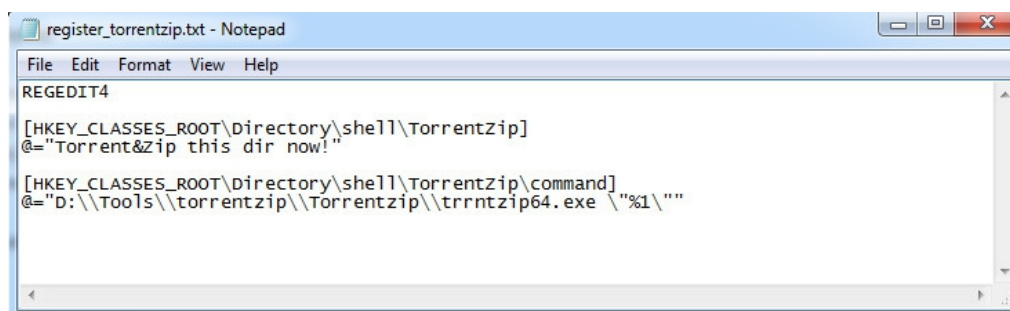 register_torrentzip.txt - Notepad
File Edit Format View Help
REGEDIT4
[HKEY_CLASSES_ROOT\Directory\shell\TorrentZip]
@="Torrent&Zip this dir now!"
[HKEY_CLASSES_ROOT\Directory\shell\TorrentZip\command]
@="D:\\Tools\\torrentzip\\Torrentzip\\trrntzip64.exe \"%1\""